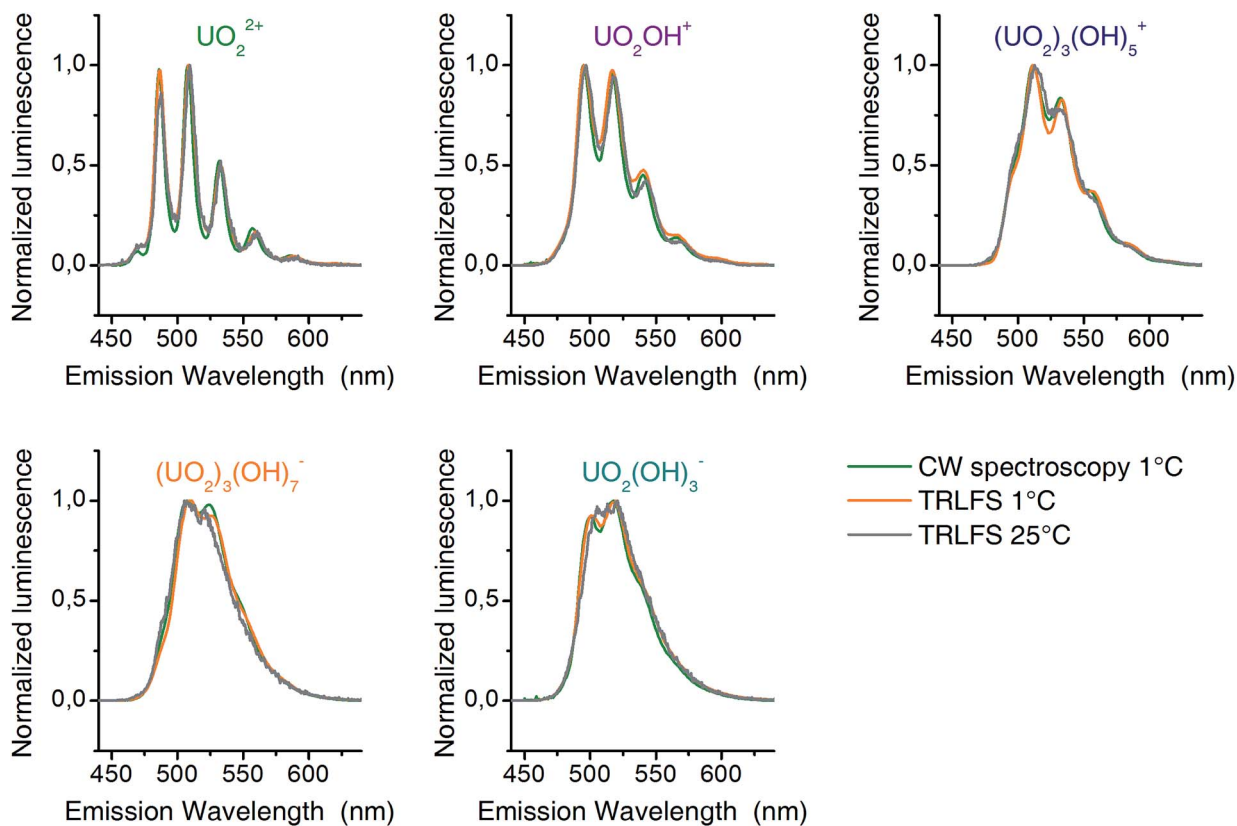 UO₂²⁺
Normalized luminescence
1,0
0,5
0,0
450 500 550 600
Emission Wavelength (nm)
UO₂OH⁺
Normalized luminescence
1,0
0,5
0,0
450 500 550 600
Emission Wavelength (nm)
(UO₂)₃(OH)₅⁺
Normalized luminescence
1,0
0,5
0,0
450 500 550 600
Emission Wavelength (nm)
(UO₂)₃(OH)₇⁻
Normalized luminescence
1,0
0,5
0,0
450 500 550 600
Emission Wavelength (nm)
UO₂(OH)₃⁻
Normalized luminescence
1,0
0,5
0,0
450 500 550 600
Emission Wavelength (nm)
CW spectroscopy 1°C
TRLFS 1°C
TRLFS 25°C